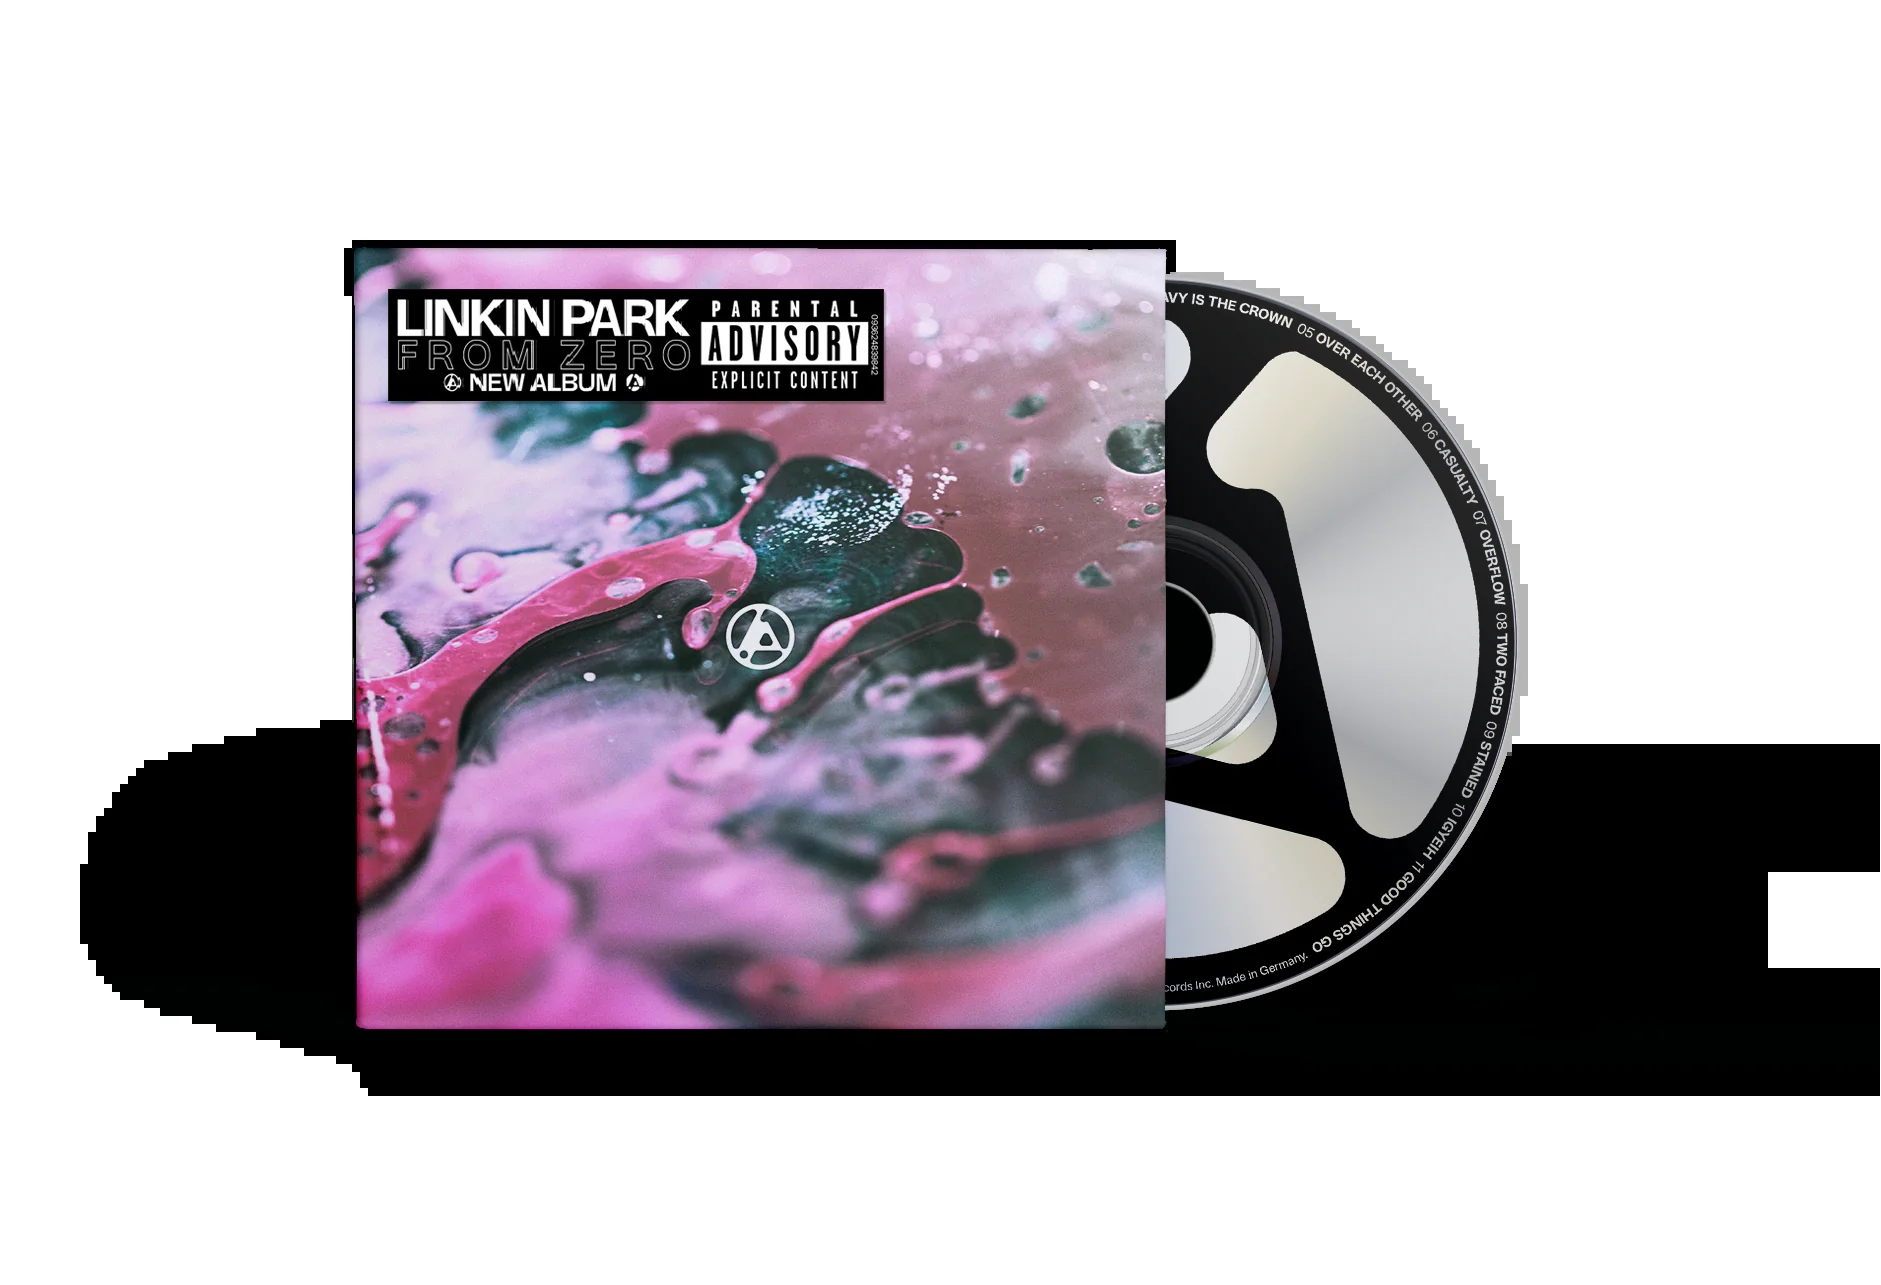 LINKIN PARK
FROM ZERO
NEW ALBUM
PARENTAL
ADVISORY
EXPLICIT CONTENT
093624839842
AVY IS THE CROWN 05 OVER EACH OTHER 06 CASUALTY 07 OVERFLOW 08 TWO FACED 09 STAINED 10 IGYEIH 11 GOOD THINGS GO
cords Inc. Made in Germany.